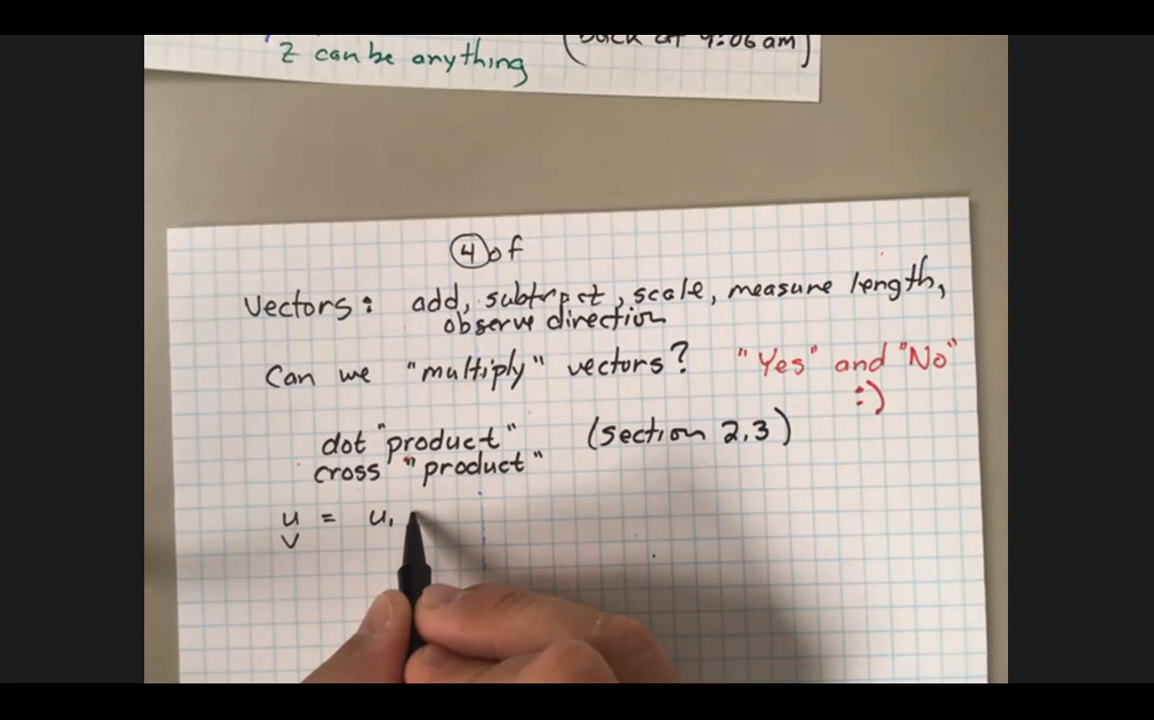 z can be anything
(back at 9:06 am)
4 of
Vectors: add, subtract, scale, measure length,
observe direction
Can we "multiply" vectors? "Yes" and "No"
:)
dot "product" (section 2.3)
cross "product"
u = u₁
v